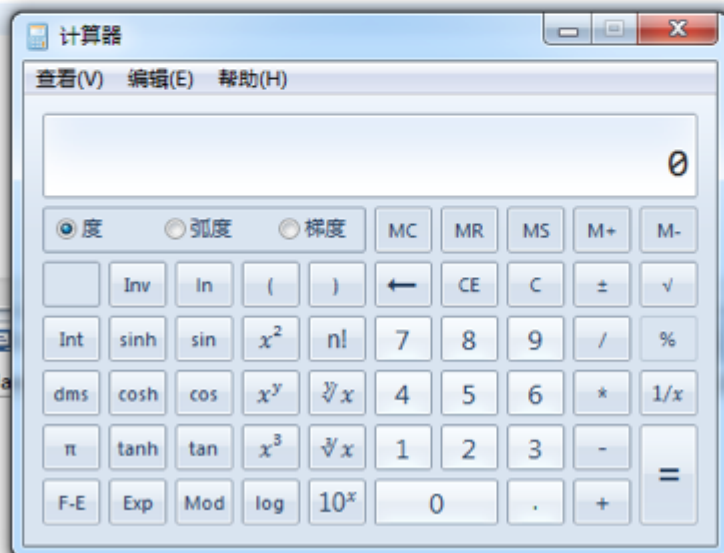 计算器
查看(V) 编辑(E) 帮助(H)
0
度 弧度 梯度 MC MR MS M+ M-
Inv ln ( ) ← CE C ± √
Int sinh sin x² n! 7 8 9 / %
dms cosh cos xʸ ʸ√x 4 5 6 * 1/x
π tanh tan x³ ³√x 1 2 3 - =
F-E Exp Mod log 10ˣ 0 . +